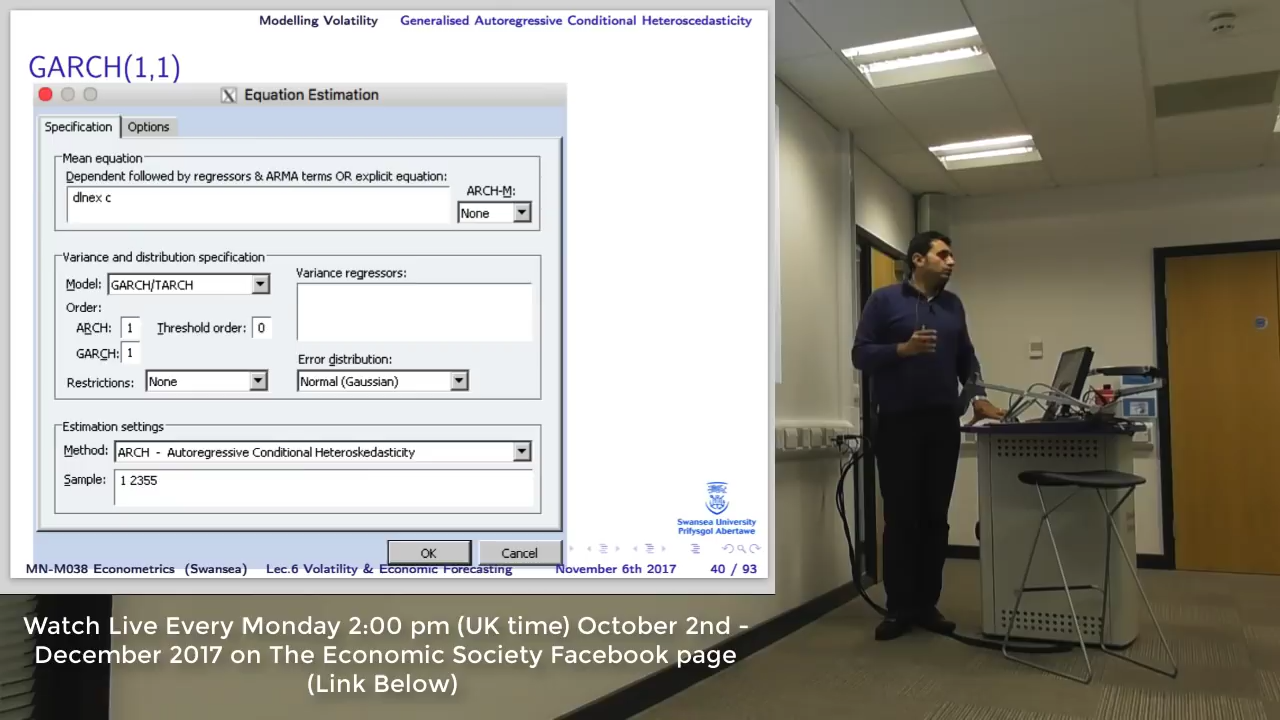 Modelling Volatility Generalised Autoregressive Conditional Heteroscedasticity
GARCH(1,1)
Equation Estimation
Specification Options
Mean equation
Dependent followed by regressors & ARMA terms OR explicit equation:
dlnex c
ARCH-M:
None
Variance and distribution specification
Model: GARCH/TARCH
Order:
ARCH: 1 Threshold order: 0
GARCH: 1
Restrictions: None
Variance regressors:
Error distribution:
Normal (Gaussian)
Estimation settings
Method: ARCH - Autoregressive Conditional Heteroskedasticity
Sample: 1 2355
OK Cancel
Swansea University
Prifysgol Abertawe
MN-M038 Econometrics (Swansea) Lec.6 Volatility & Economic Forecasting November 6th 2017 40 / 93
Watch Live Every Monday 2:00 pm (UK time) October 2nd -
December 2017 on The Economic Society Facebook page
(Link Below)